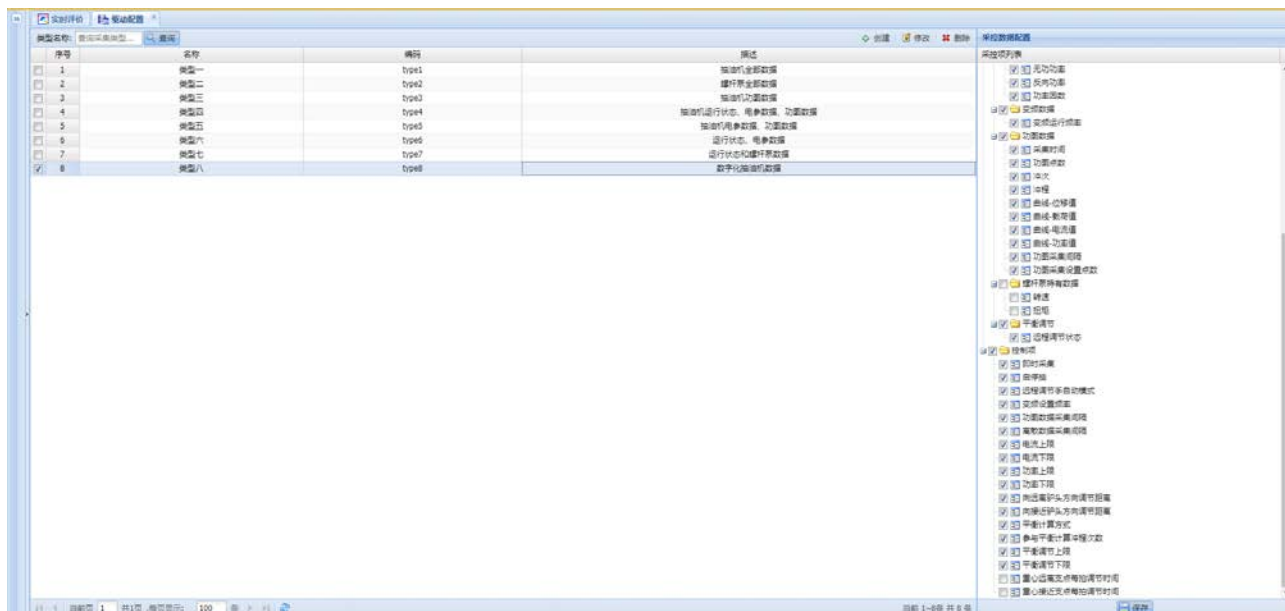 实时评价 驱动配置
类型名称: 查询采集类型... 查询 创建 修改 删除
序号 名称 编码 描述
1 类型一 type1 抽油机全部数据
2 类型二 type2 螺杆泵全部数据
3 类型三 type3 抽油机功图数据
4 类型四 type4 抽油机运行状态、电参数据、功图数据
5 类型五 type5 抽油机电参数据、功图数据
6 类型六 type6 运行状态、电参数据
7 类型七 type7 运行状态和螺杆泵数据
8 类型八 type8 数字化抽油机数据
当前页 1 共1页 ,每页显示: 100 条
当前 1~8条 共 8 条
采控数据配置
采控项列表
无功功率
反向功率
功率因数
变频数据
变频运行频率
功图数据
采集时间
功图点数
冲次
冲程
曲线-位移值
曲线-载荷值
曲线-电流值
曲线-功率值
功图采集间隔
功图采集设置点数
螺杆泵特有数据
转速
扭矩
平衡调节
远程调节状态
控制项
即时采集
启停抽
远程调节手自动模式
变频设置频率
功图数据采集间隔
离散数据采集间隔
电流上限
电流下限
功率上限
功率下限
向远离驴头方向调节距离
向接近驴头方向调节距离
平衡计算方式
参与平衡计算冲程次数
平衡调节上限
平衡调节下限
重心远离支点每拍调节时间
重心接近支点每拍调节时间
保存